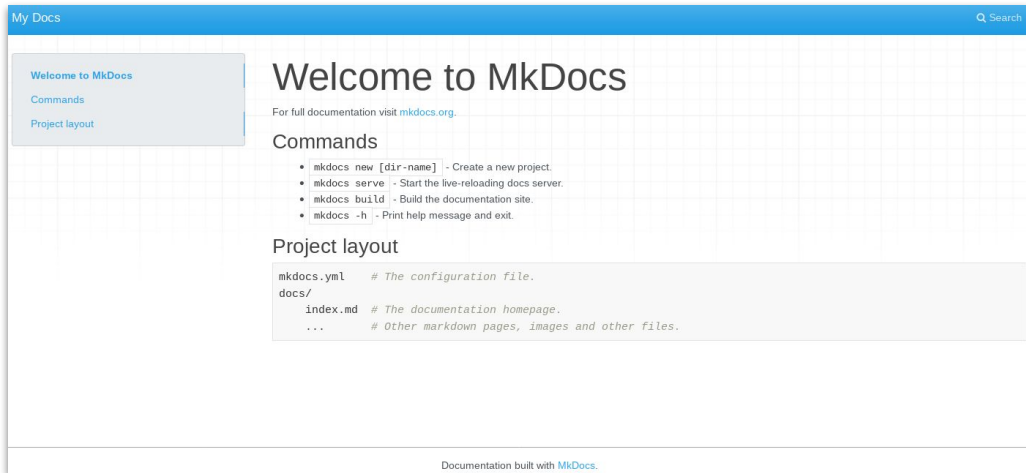 My Docs
Search
Welcome to MkDocs
Commands
Project layout
Welcome to MkDocs
For full documentation visit mkdocs.org.
Commands
mkdocs new [dir-name] - Create a new project.
mkdocs serve - Start the live-reloading docs server.
mkdocs build - Build the documentation site.
mkdocs -h - Print help message and exit.
Project layout
mkdocs.yml    # The configuration file.
docs/
    index.md  # The documentation homepage.
    ...       # Other markdown pages, images and other files.
Documentation built with MkDocs.